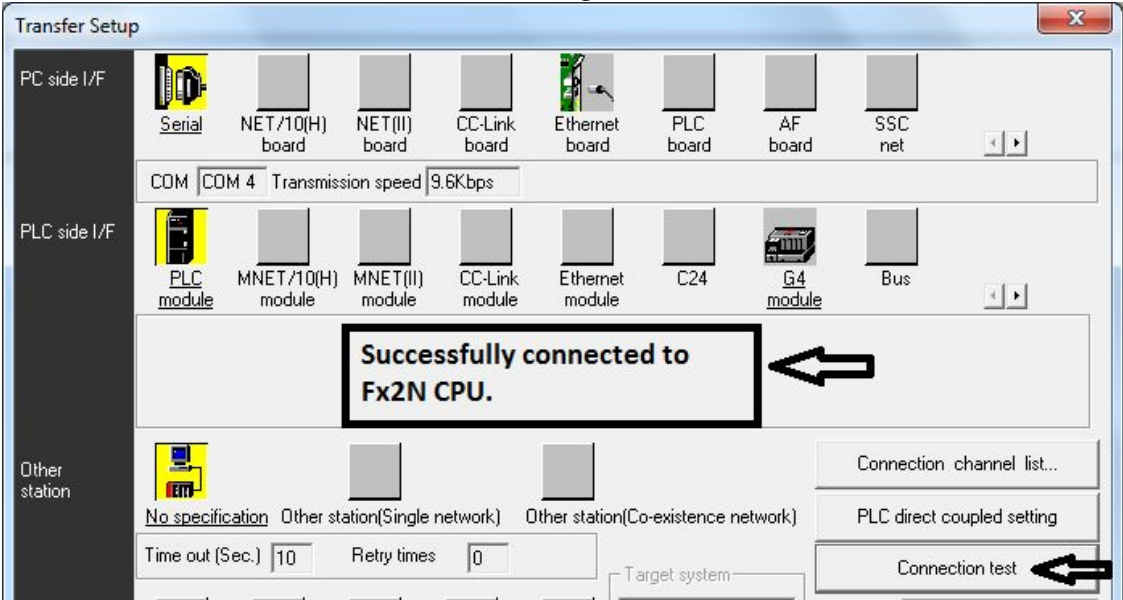 Transfer Setup
PC side I/F
Serial
NET/10(H) board
NET(II) board
CC-Link board
Ethernet board
PLC board
AF board
SSC net
COM COM 4 Transmission speed 9.6Kbps
PLC side I/F
PLC module
MNET/10(H) module
MNET(II) module
CC-Link module
Ethernet module
C24
G4 module
Bus
Successfully connected to
Fx2N CPU.
Other
station
No specification
Other station(Single network)
Other station(Co-existence network)
Time out (Sec.) 10 Retry times 0
Target system
Connection channel list...
PLC direct coupled setting
Connection test